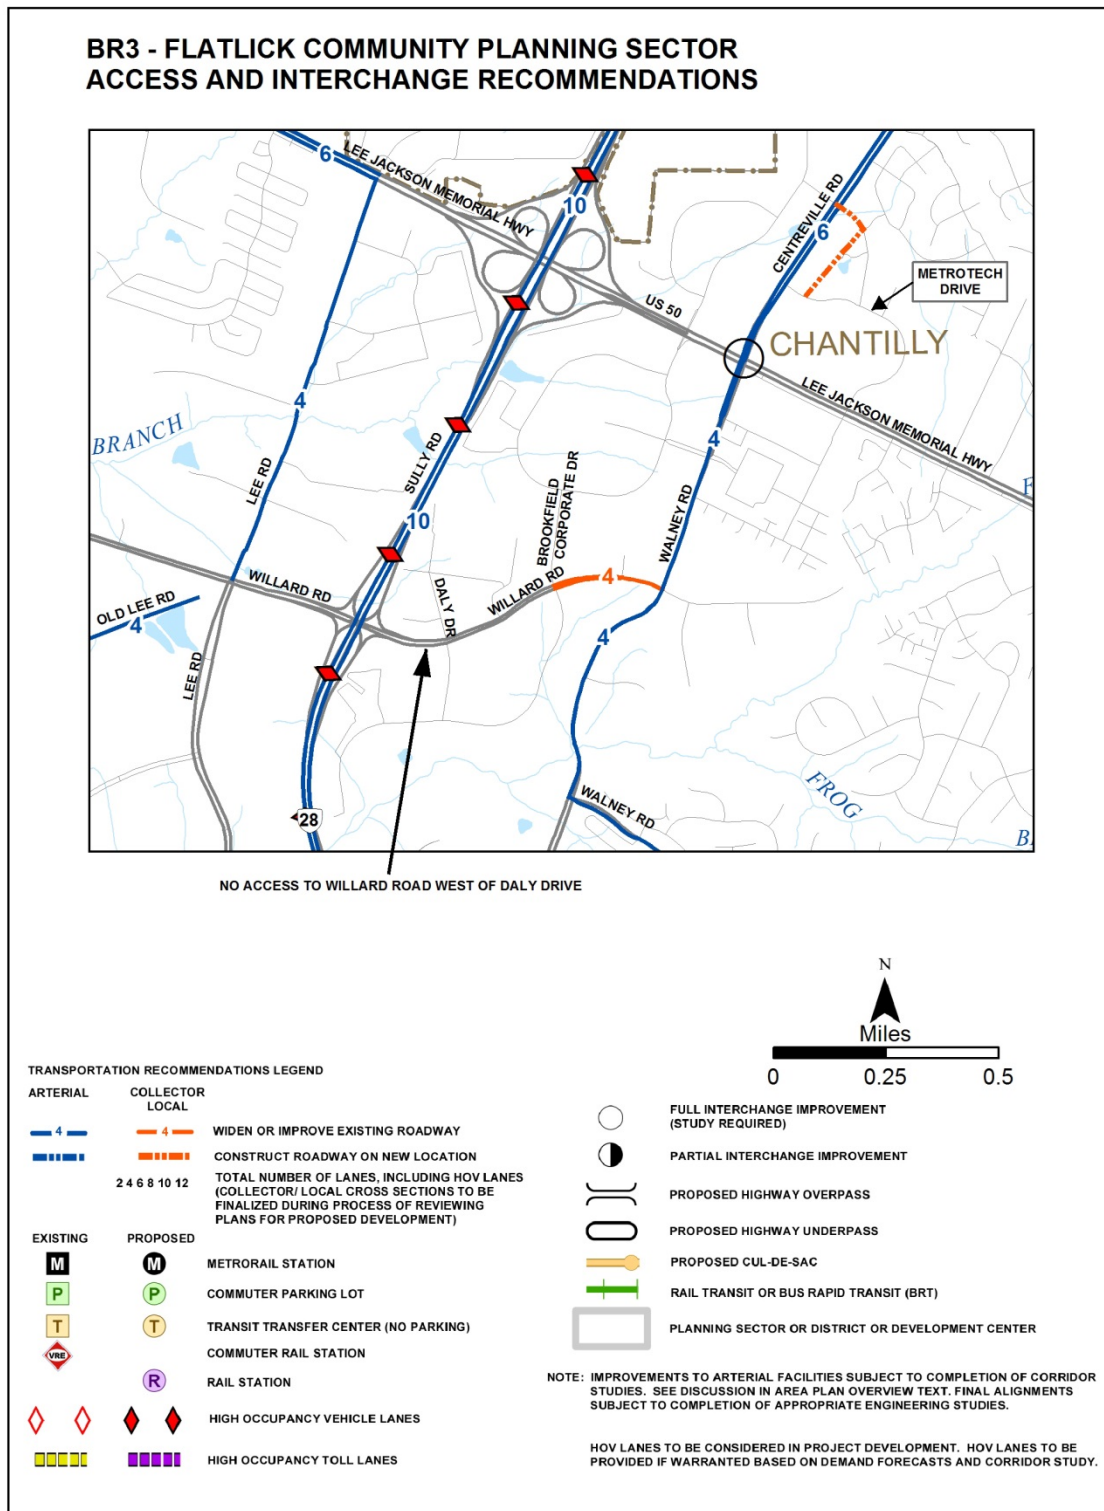 BR3 - FLATLICK COMMUNITY PLANNING SECTOR
ACCESS AND INTERCHANGE RECOMMENDATIONS
6
LEE JACKSON MEMORIAL HWY
10
CENTREVILLE RD
6
METROTECH
DRIVE
US 50
CHANTILLY
LEE JACKSON MEMORIAL HWY
4
BRANCH
LEE RD
SULLY RD
10
4
WALNEY RD
BROOKFIELD
CORPORATE DR
WILLARD RD
DALY DR
WILLARD RD
4
OLD LEE RD
4
LEE RD
4
28
WALNEY RD
FROG
NO ACCESS TO WILLARD ROAD WEST OF DALY DRIVE
N
Miles
0 0.25 0.5
TRANSPORTATION RECOMMENDATIONS LEGEND
ARTERIAL
COLLECTOR
LOCAL
4 4 WIDEN OR IMPROVE EXISTING ROADWAY
CONSTRUCT ROADWAY ON NEW LOCATION
2 4 6 8 10 12 TOTAL NUMBER OF LANES, INCLUDING HOV LANES
(COLLECTOR/ LOCAL CROSS SECTIONS TO BE
FINALIZED DURING PROCESS OF REVIEWING
PLANS FOR PROPOSED DEVELOPMENT)
EXISTING PROPOSED
M M METRORAIL STATION
P P COMMUTER PARKING LOT
T T TRANSIT TRANSFER CENTER (NO PARKING)
VRE COMMUTER RAIL STATION
R RAIL STATION
HIGH OCCUPANCY VEHICLE LANES
HIGH OCCUPANCY TOLL LANES
FULL INTERCHANGE IMPROVEMENT
(STUDY REQUIRED)
PARTIAL INTERCHANGE IMPROVEMENT
PROPOSED HIGHWAY OVERPASS
PROPOSED HIGHWAY UNDERPASS
PROPOSED CUL-DE-SAC
RAIL TRANSIT OR BUS RAPID TRANSIT (BRT)
PLANNING SECTOR OR DISTRICT OR DEVELOPMENT CENTER
NOTE: IMPROVEMENTS TO ARTERIAL FACILITIES SUBJECT TO COMPLETION OF CORRIDOR
STUDIES. SEE DISCUSSION IN AREA PLAN OVERVIEW TEXT. FINAL ALIGNMENTS
SUBJECT TO COMPLETION OF APPROPRIATE ENGINEERING STUDIES.
HOV LANES TO BE CONSIDERED IN PROJECT DEVELOPMENT. HOV LANES TO BE
PROVIDED IF WARRANTED BASED ON DEMAND FORECASTS AND CORRIDOR STUDY.